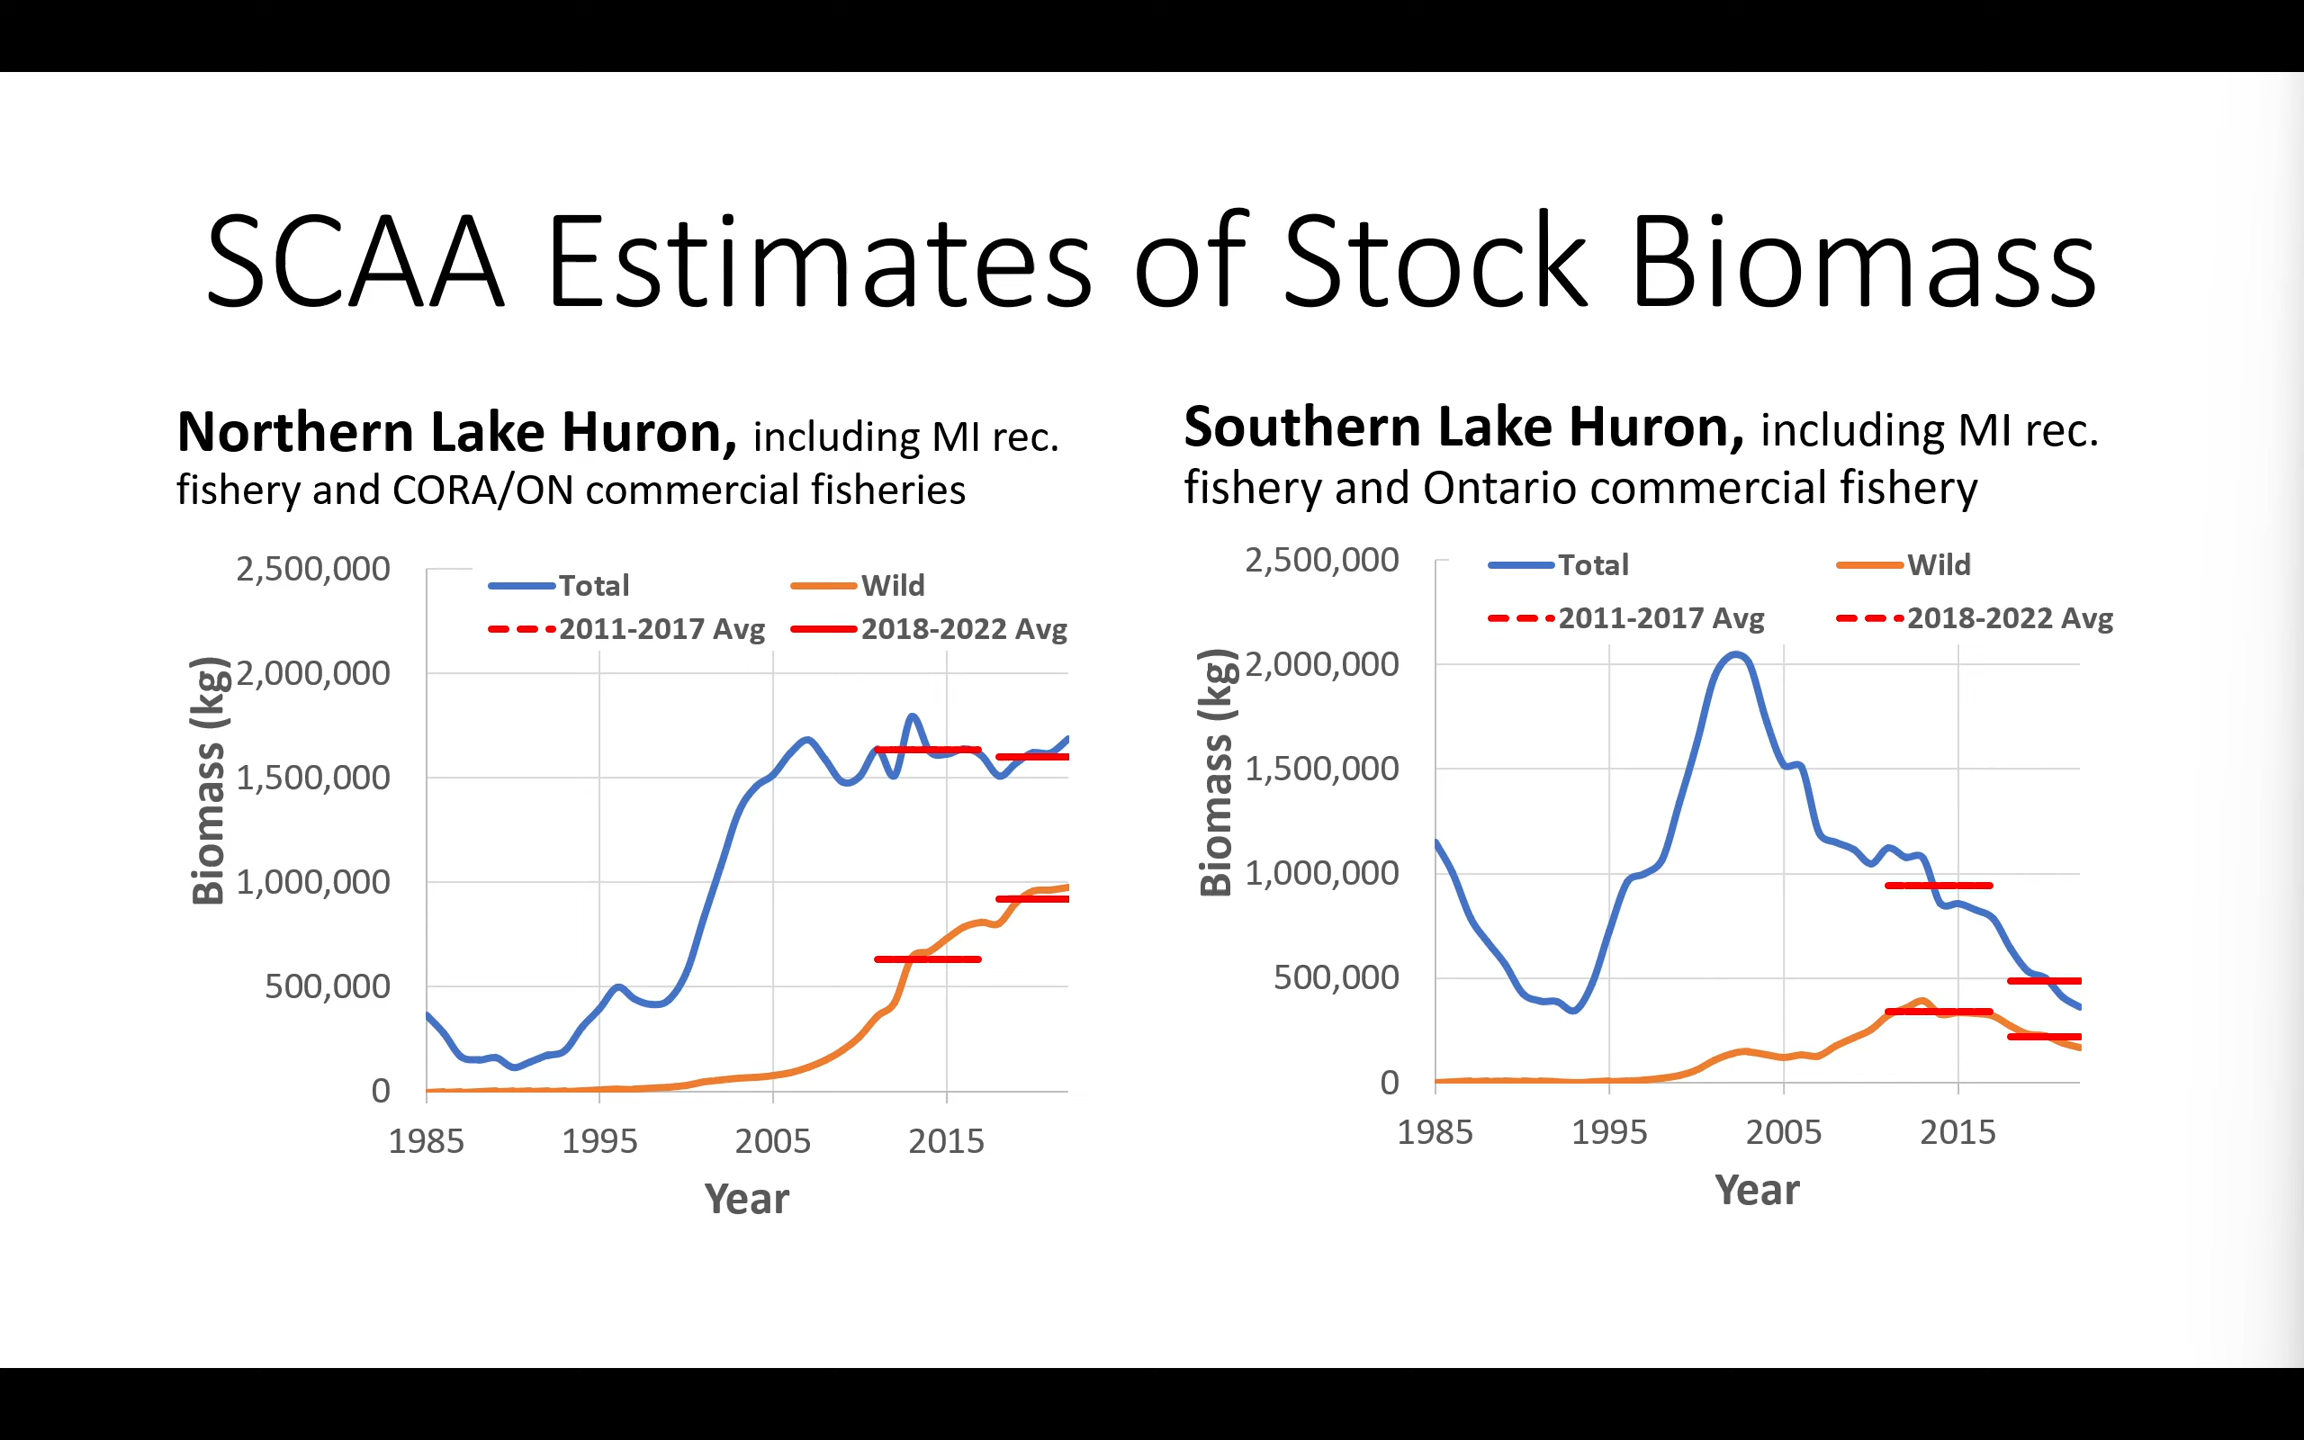 SCAA Estimates of Stock Biomass
Northern Lake Huron, including MI rec.
fishery and CORA/ON commercial fisheries
Total
Wild
2011-2017 Avg
2018-2022 Avg
Biomass (kg)
2,500,000
2,000,000
1,500,000
1,000,000
500,000
0
1985 1995 2005 2015
Year
Southern Lake Huron, including MI rec.
fishery and Ontario commercial fishery
Total
Wild
2011-2017 Avg
2018-2022 Avg
Biomass (kg)
2,500,000
2,000,000
1,500,000
1,000,000
500,000
0
1985 1995 2005 2015
Year